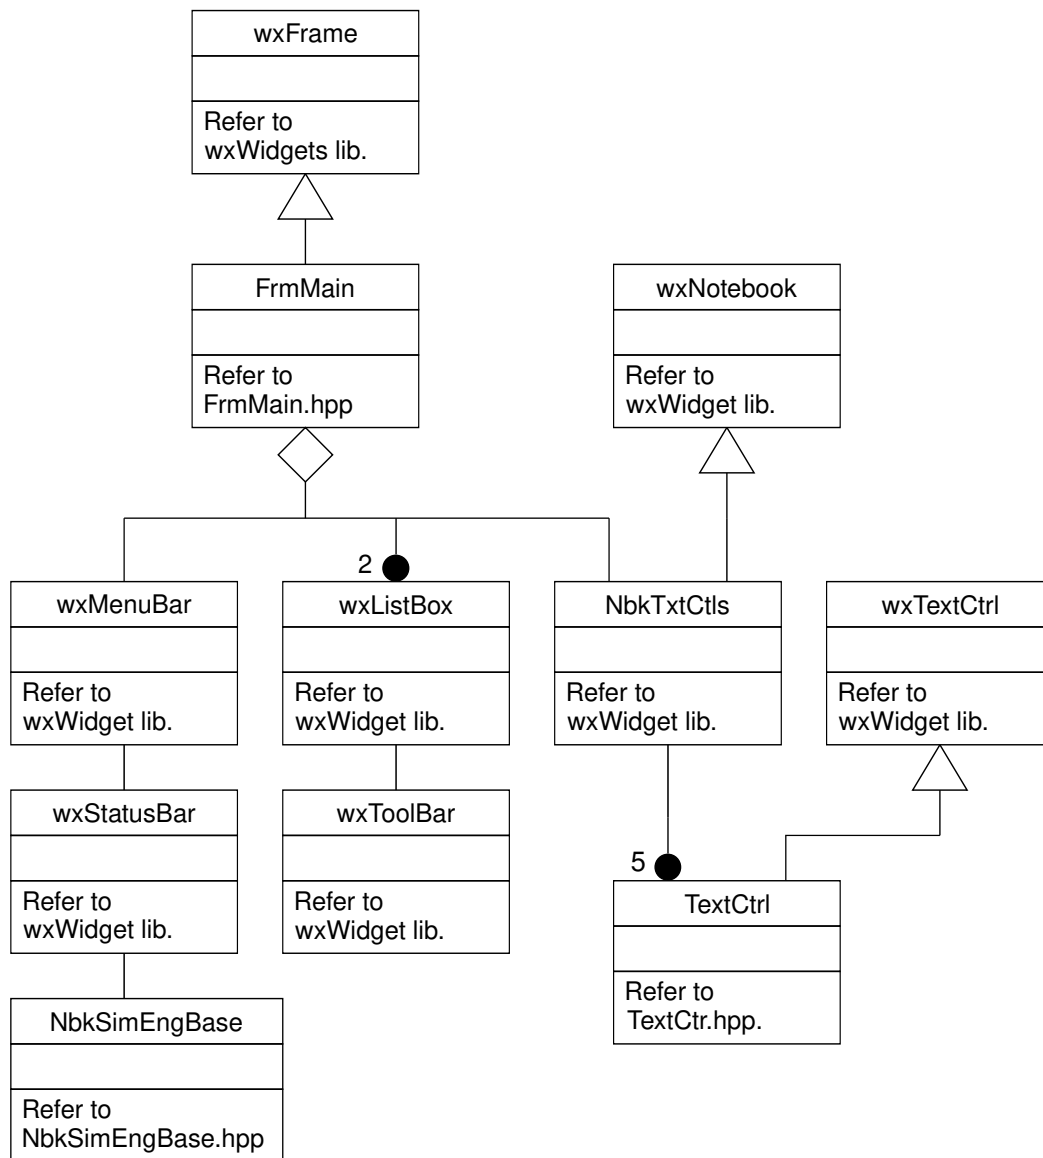 wxFrame
Refer to
wxWidgets lib.
FrmMain
Refer to
FrmMain.hpp
wxNotebook
Refer to
wxWidget lib.
2
wxMenuBar
Refer to
wxWidget lib.
wxListBox
Refer to
wxWidget lib.
NbkTxtCtls
Refer to
wxWidget lib.
wxTextCtrl
Refer to
wxWidget lib.
wxStatusBar
Refer to
wxWidget lib.
wxToolBar
Refer to
wxWidget lib.
5
TextCtrl
Refer to
TextCtr.hpp.
NbkSimEngBase
Refer to
NbkSimEngBase.hpp